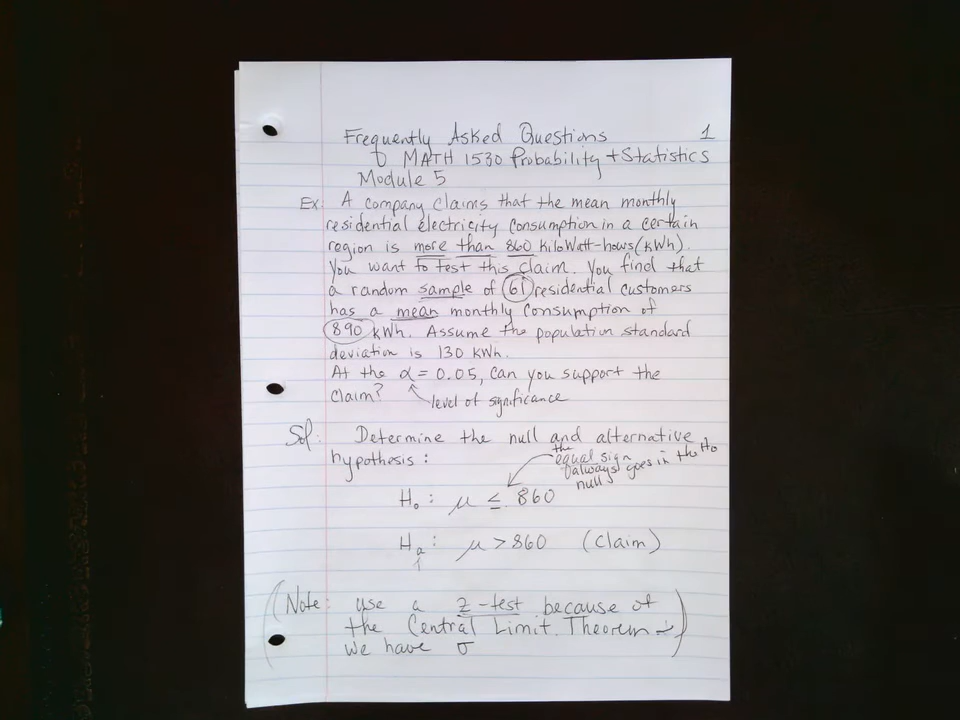 Frequently Asked Questions 1
to MATH 1530 Probability + Statistics
Module 5
Ex: A company claims that the mean monthly
residential electricity consumption in a certain
region is more than 860 kiloWatt-hours (kWh).
You want to test this claim. You find that
a random sample of 61 residential customers
has a mean monthly consumption of
890 kWh. Assume the population standard
deviation is 130 kWh.
At the α = 0.05, can you support the
claim?
level of significance
Sol: Determine the null and alternative
hypothesis:
the
equal sign
always goes in the H₀
null
H₀: μ ≤ 860
Hₐ: μ > 860 (Claim)
(Note: use a z-test because of
the Central Limit Theorem +
we have σ)